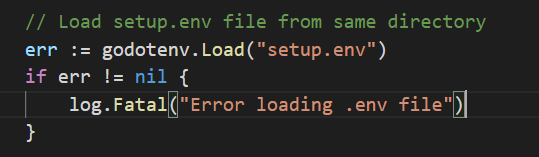 // Load setup.env file from same directory
err := godotenv.Load("setup.env")
if err != nil {
    log.Fatal("Error loading .env file")
}